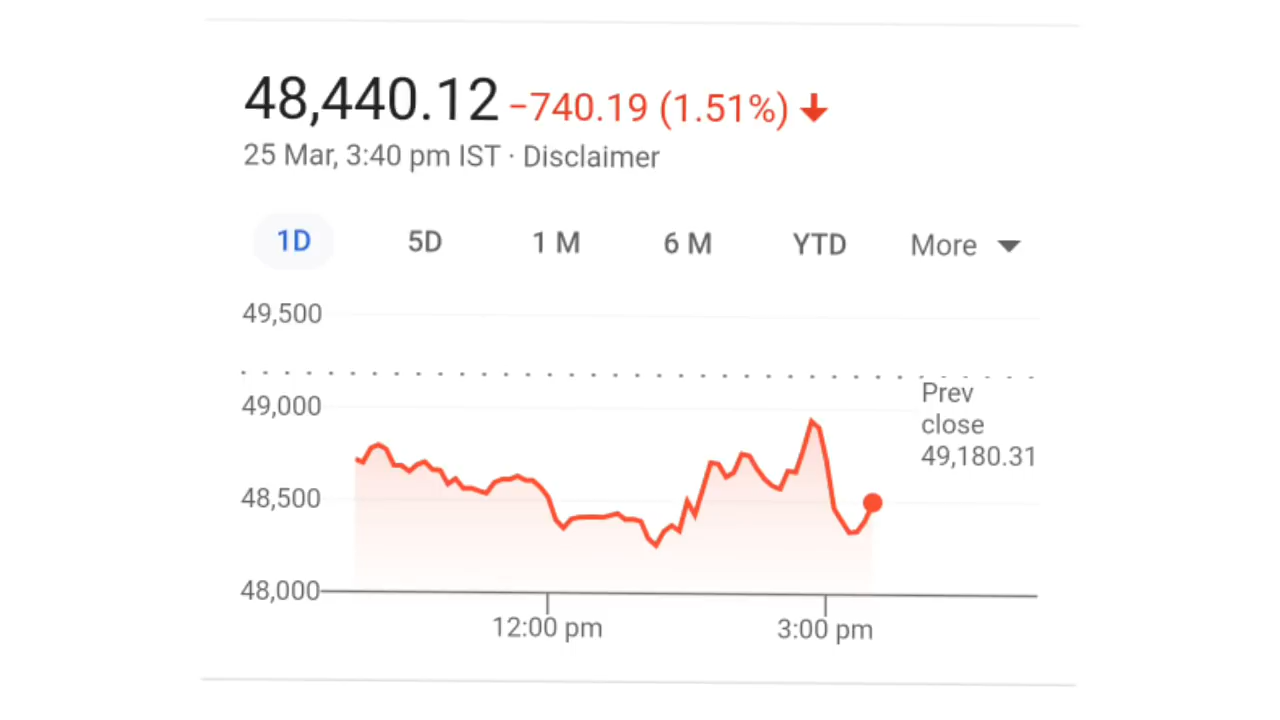 48,440.12 −740.19 (1.51%)
25 Mar, 3:40 pm IST · Disclaimer
1D 5D 1 M 6 M YTD More
49,500
49,000
Prev
close
49,180.31
48,500
48,000
12:00 pm 3:00 pm